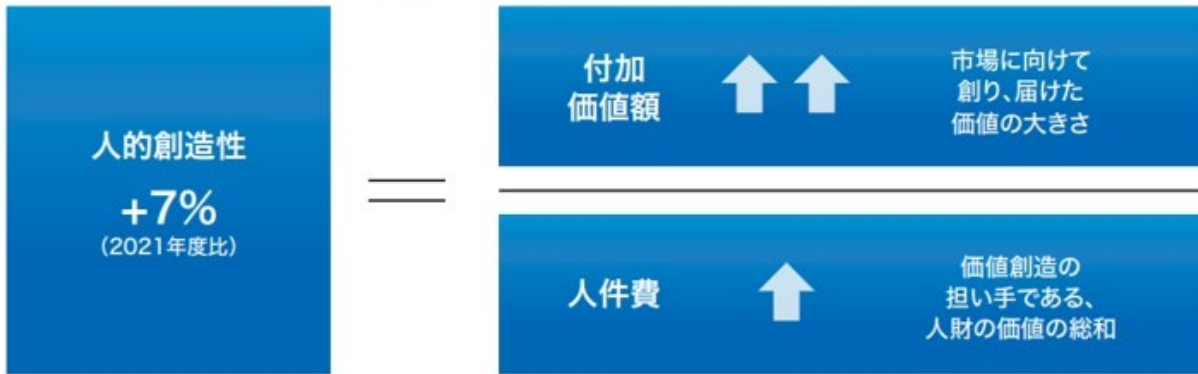 人的創造性
+7%
(2021年度比)
付加
価値額
市場に向けて
創り、届けた
価値の大きさ
人件費
価値創造の
担い手である、
人財の価値の総和